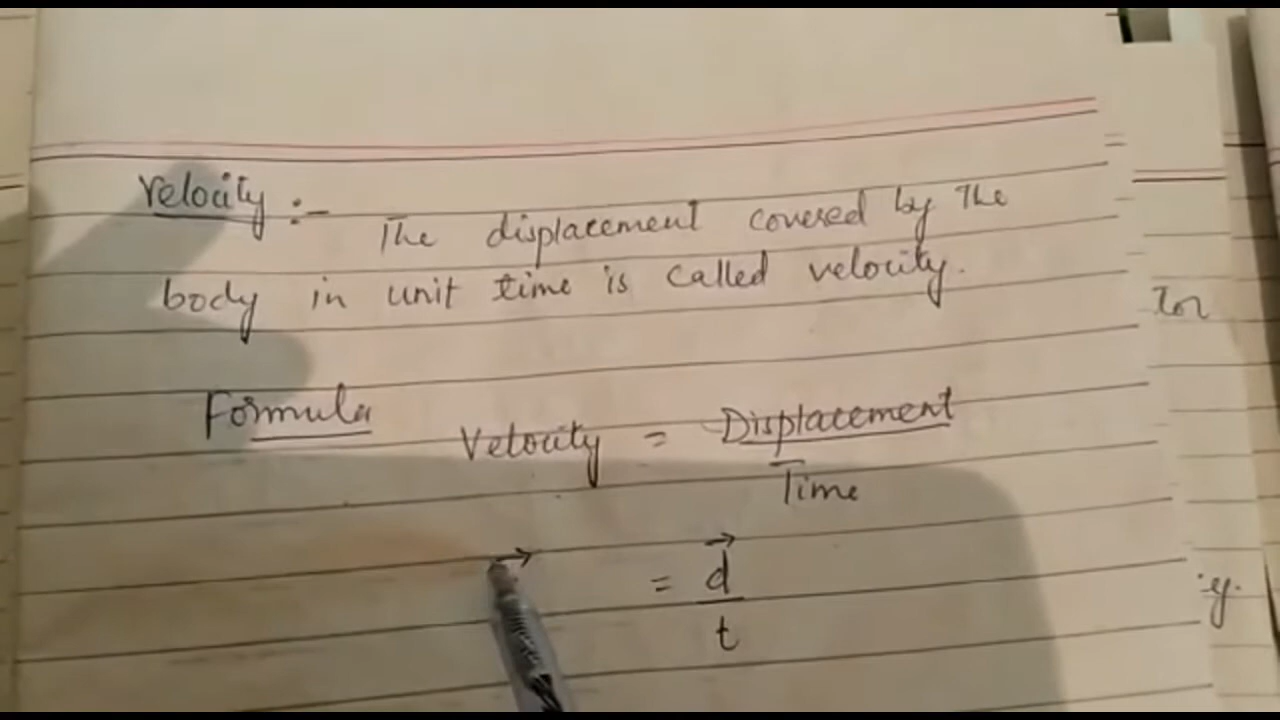 Velocity :- The displacement covered by The
body in unit time is called velocity.
Formula Velocity = Displacement
Time
→ = d→
t